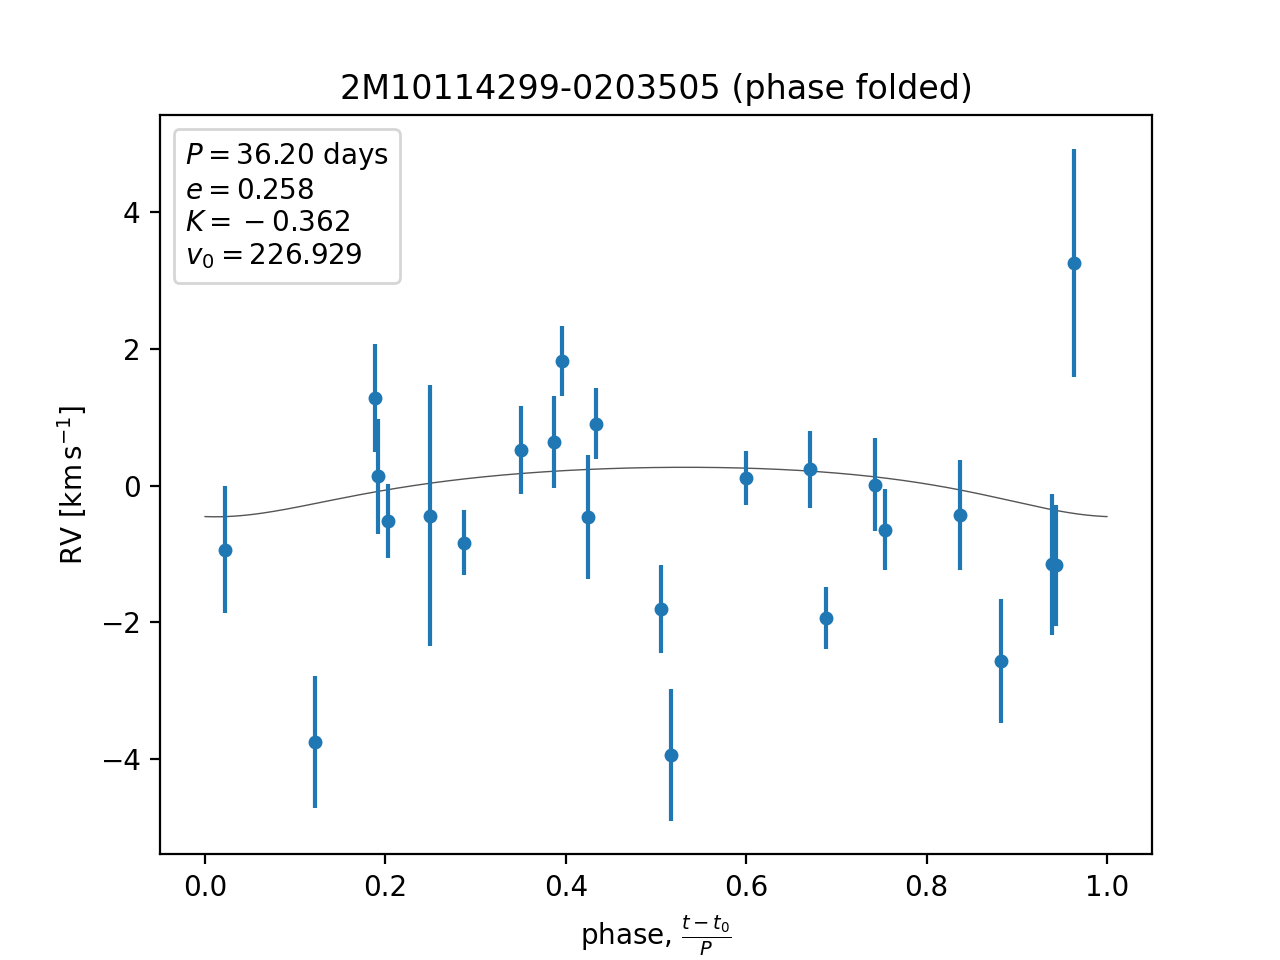 2M10114299-0203505 (phase folded)
P = 36.20 days
e = 0.258
K = −0.362
v₀ = 226.929
4
2
0
−2
−4
RV [km s⁻¹]
0.0 0.2 0.4 0.6 0.8 1.0
phase, (t − t₀)/P